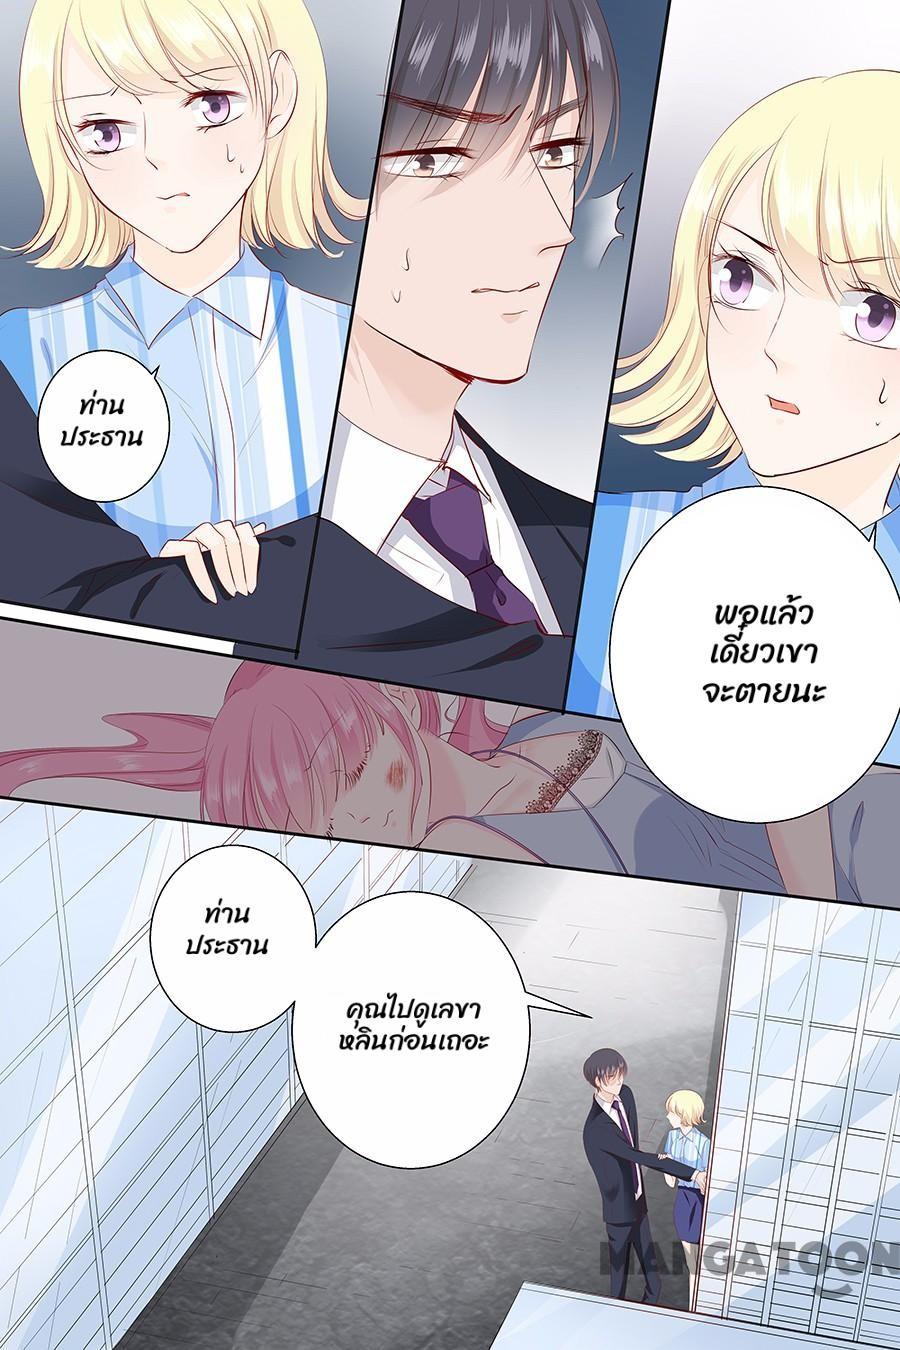 ท่าน
ประธาน
พอแล้ว
เดี๋ยวเขา
จะตายนะ
ท่าน
ประธาน
คุณไปดูเลขา
หลินก่อนเถอะ
MANGATOON